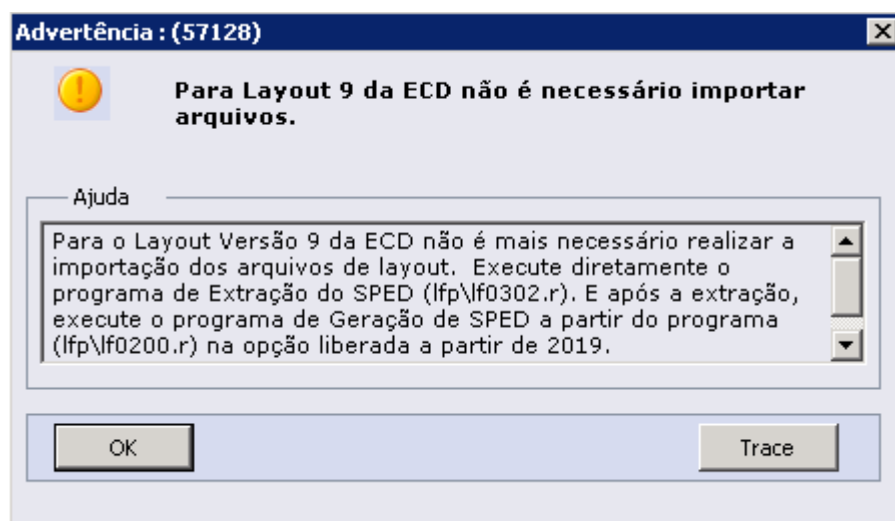 Advertência : (57128)
Para Layout 9 da ECD não é necessário importar
arquivos.
Ajuda
Para o Layout Versão 9 da ECD não é mais necessário realizar a
importação dos arquivos de layout.  Execute diretamente o
programa de Extração do SPED (lfp\lf0302.r). E após a extração,
execute o programa de Geração de SPED a partir do programa
(lfp\lf0200.r) na opção liberada a partir de 2019.
OK
Trace